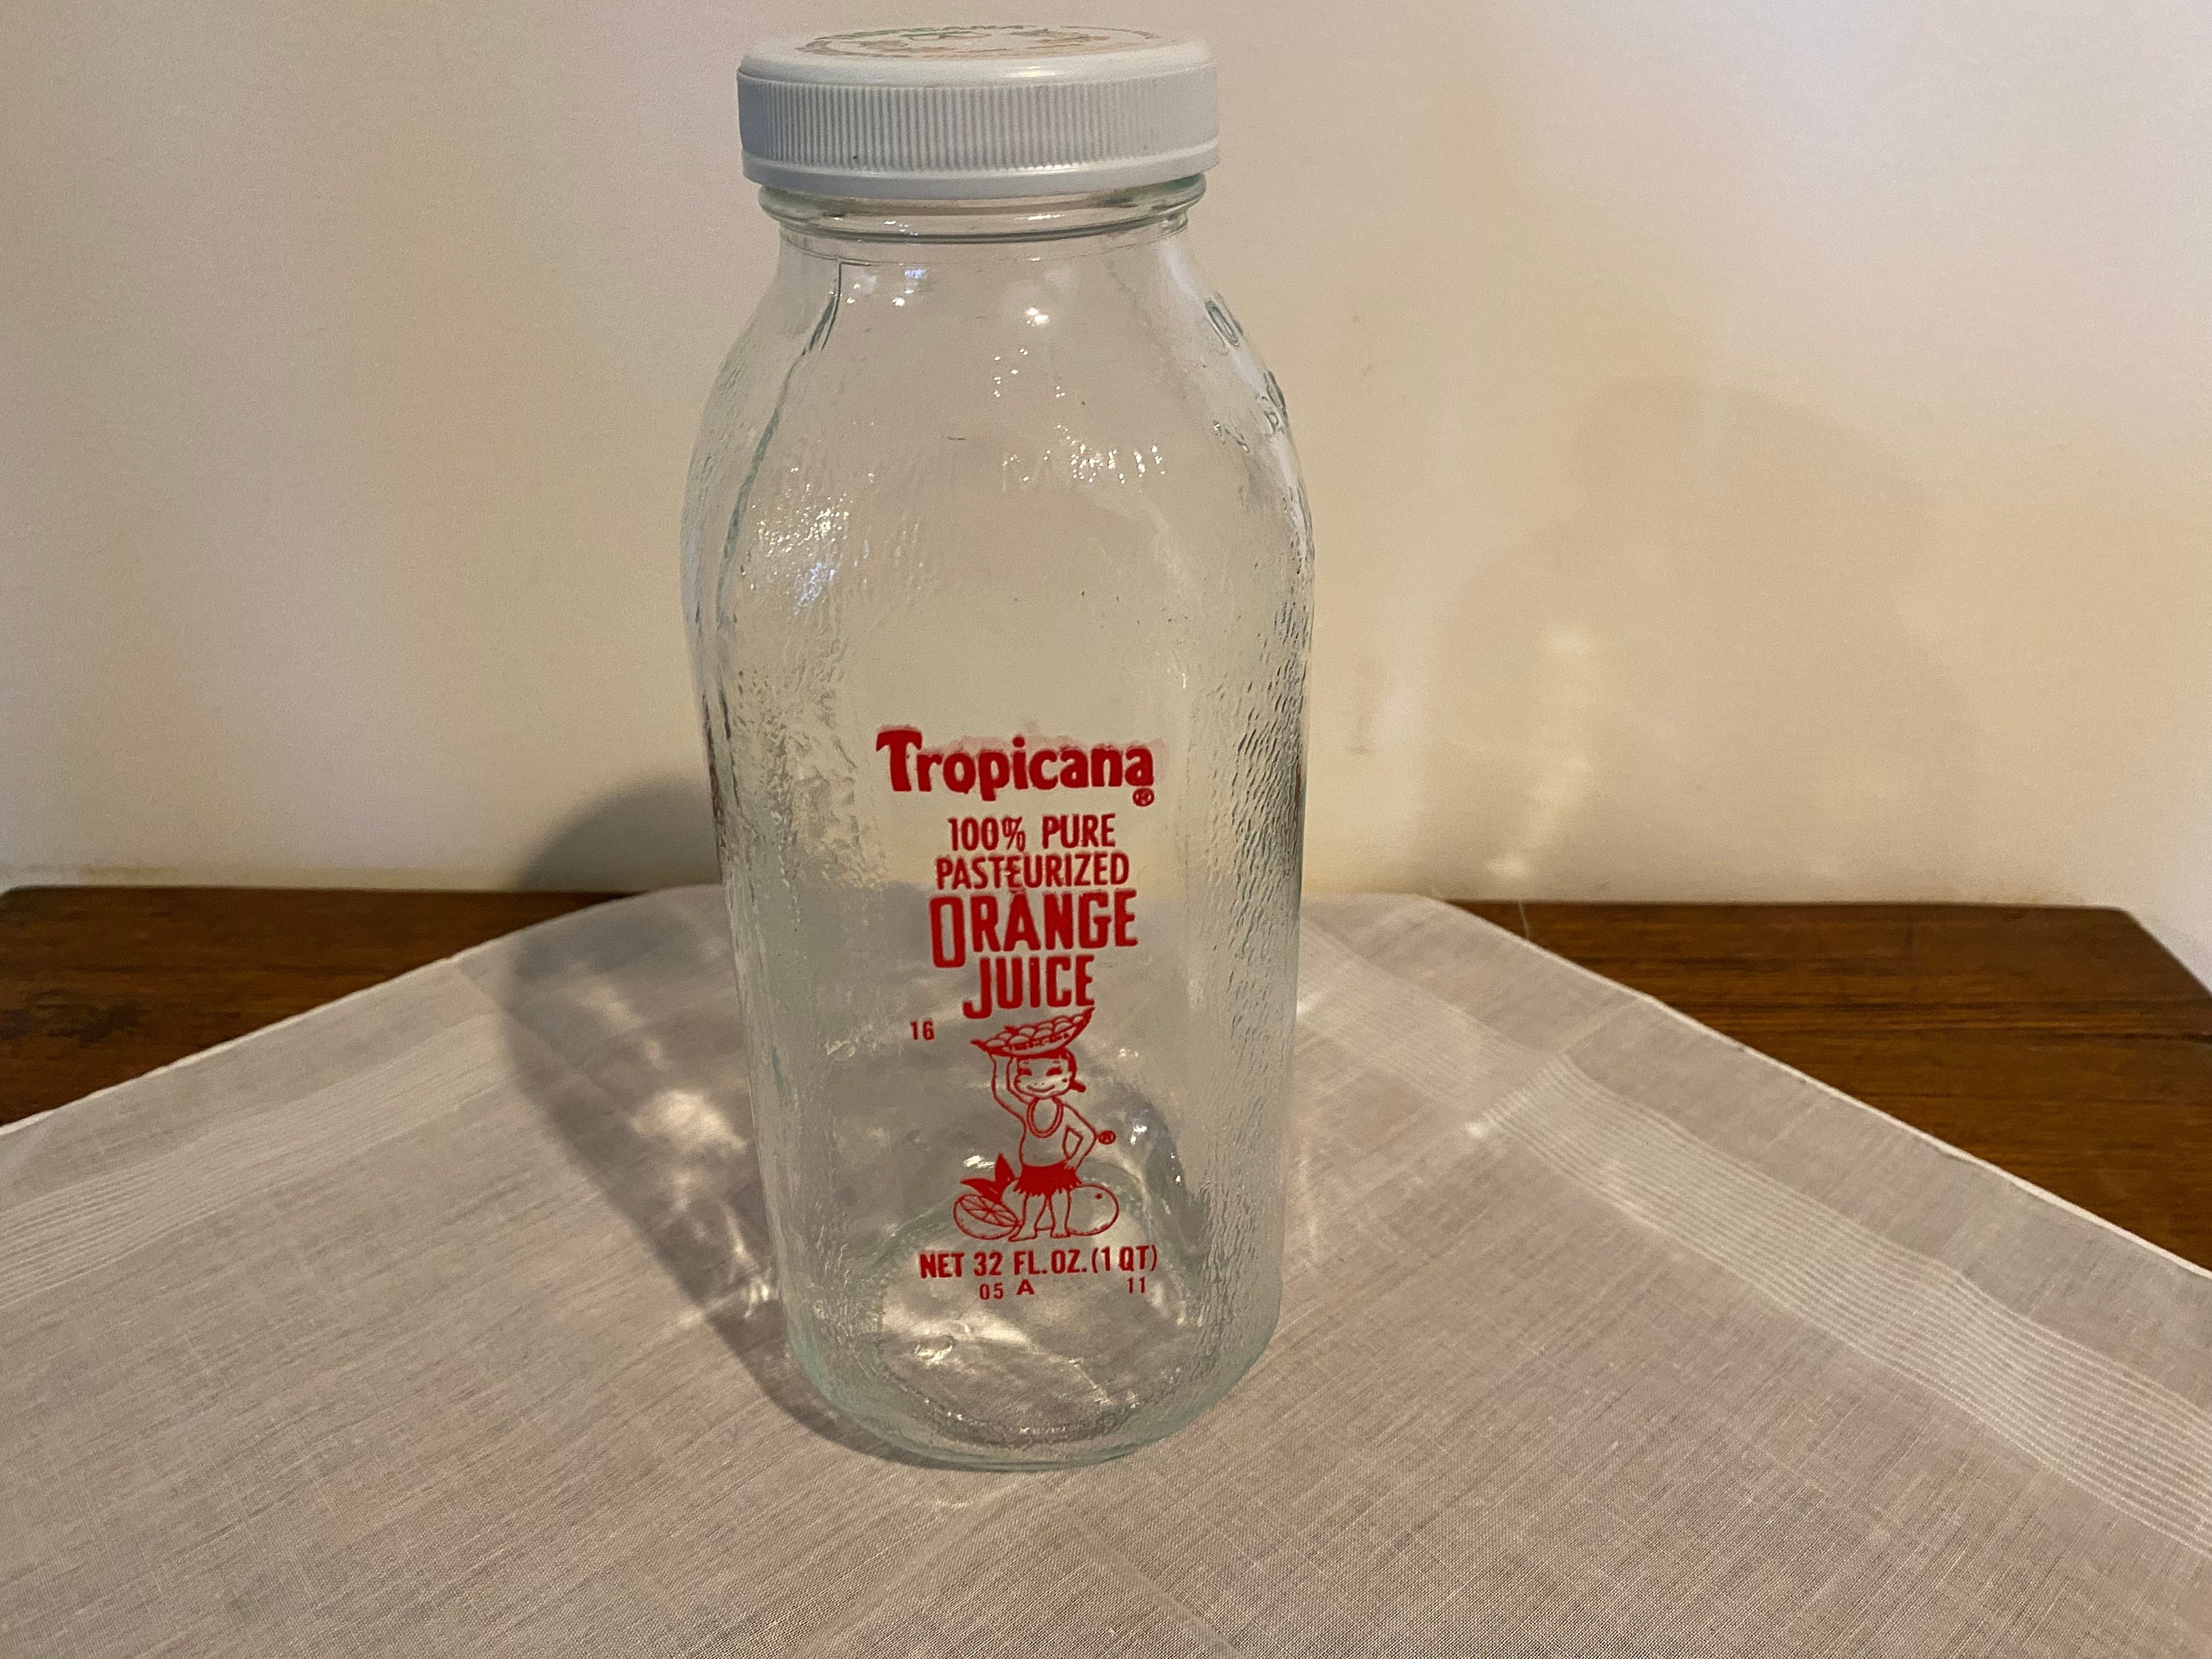 Tropicana
®
100% PURE
PASTEURIZED
ORANGE
JUICE
16
®
NET 32 FL.OZ.(1 QT)
05 A 11